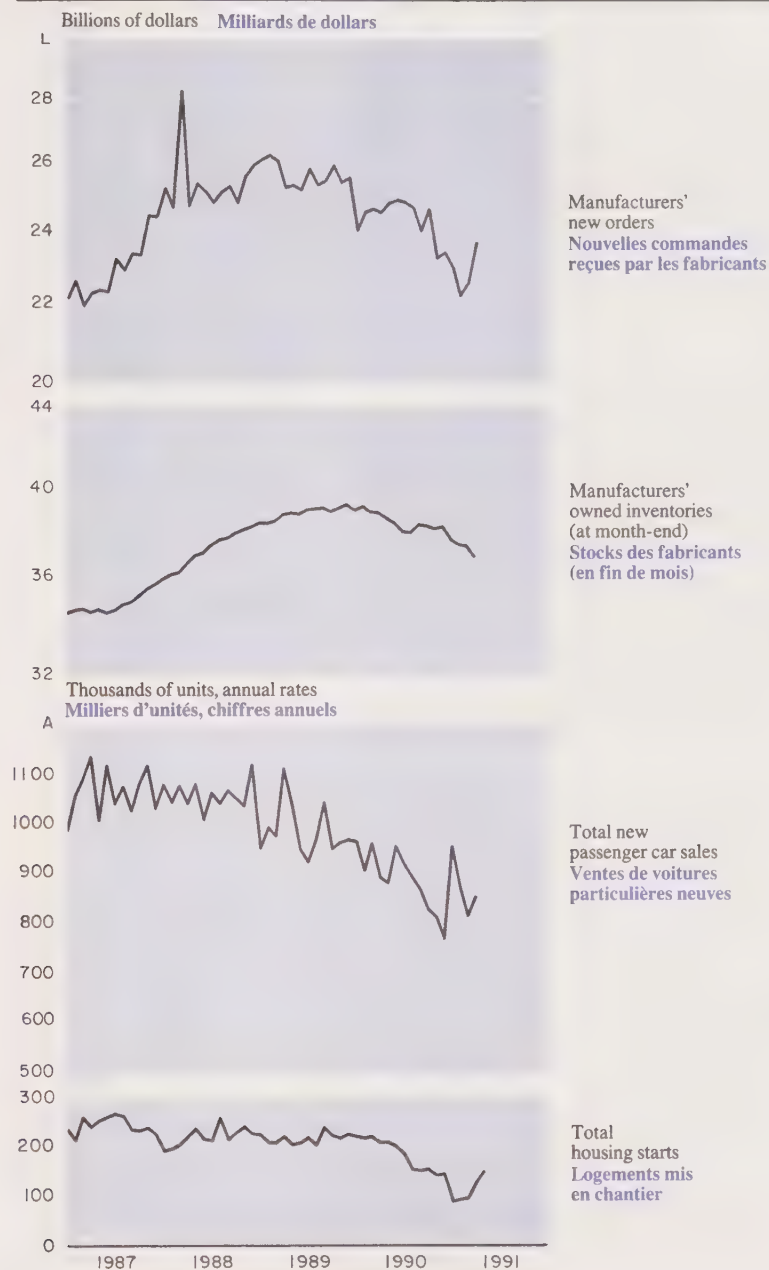 Billions of dollars Milliards de dollars
L
28
26
24
22
20
Manufacturers'
new orders
Nouvelles commandes
reçues par les fabricants
44
40
36
32
Manufacturers'
owned inventories
(at month-end)
Stocks des fabricants
(en fin de mois)
Thousands of units, annual rates
Milliers d'unités, chiffres annuels
A
1100
1000
900
800
700
600
500
Total new
passenger car sales
Ventes de voitures
particulières neuves
300
200
100
0
Total
housing starts
Logements mis
en chantier
1987 1988 1989 1990 1991